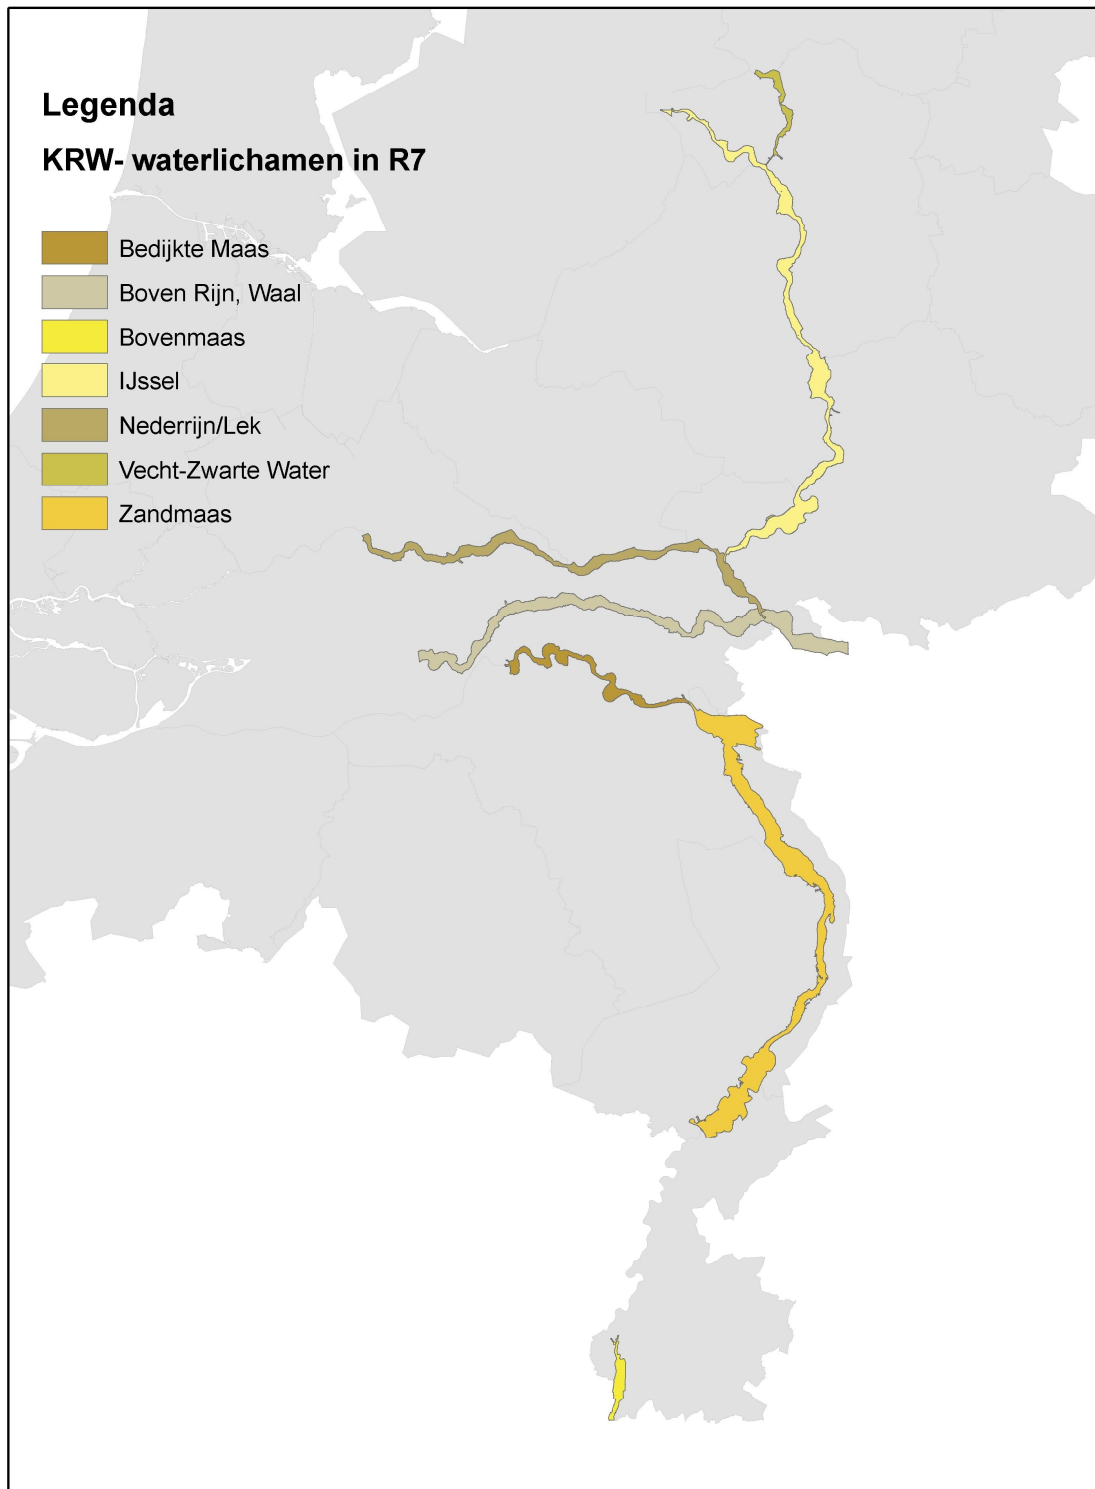 Legenda
KRW- waterlichamen in R7
Bedijkte Maas
Boven Rijn, Waal
Bovenmaas
IJssel
Nederrijn/Lek
Vecht-Zwarte Water
Zandmaas